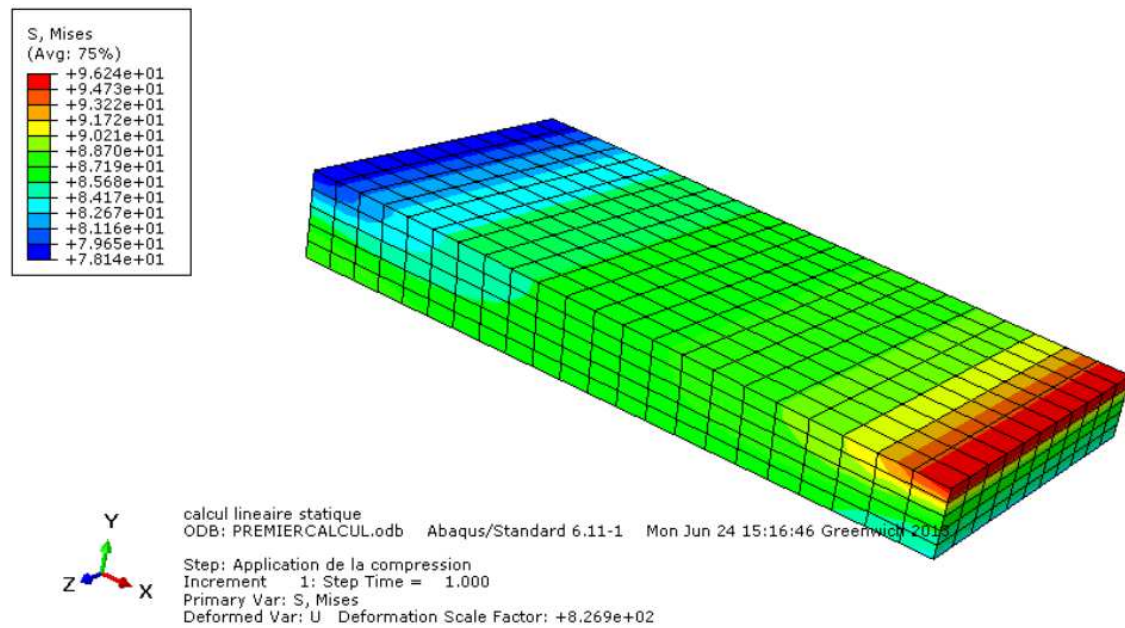 S, Mises
(Avg: 75%)
+9.624e+01
+9.473e+01
+9.322e+01
+9.172e+01
+9.021e+01
+8.870e+01
+8.719e+01
+8.568e+01
+8.417e+01
+8.267e+01
+8.116e+01
+7.965e+01
+7.814e+01
Y
Z
X
calcul lineaire statique
ODB: PREMIERCALCUL.odb Abaqus/Standard 6.11-1 Mon Jun 24 15:16:46 Greenwich
Step: Application de la compression
Increment 1: Step Time = 1.000
Primary Var: S, Mises
Deformed Var: U Deformation Scale Factor: +8.269e+02